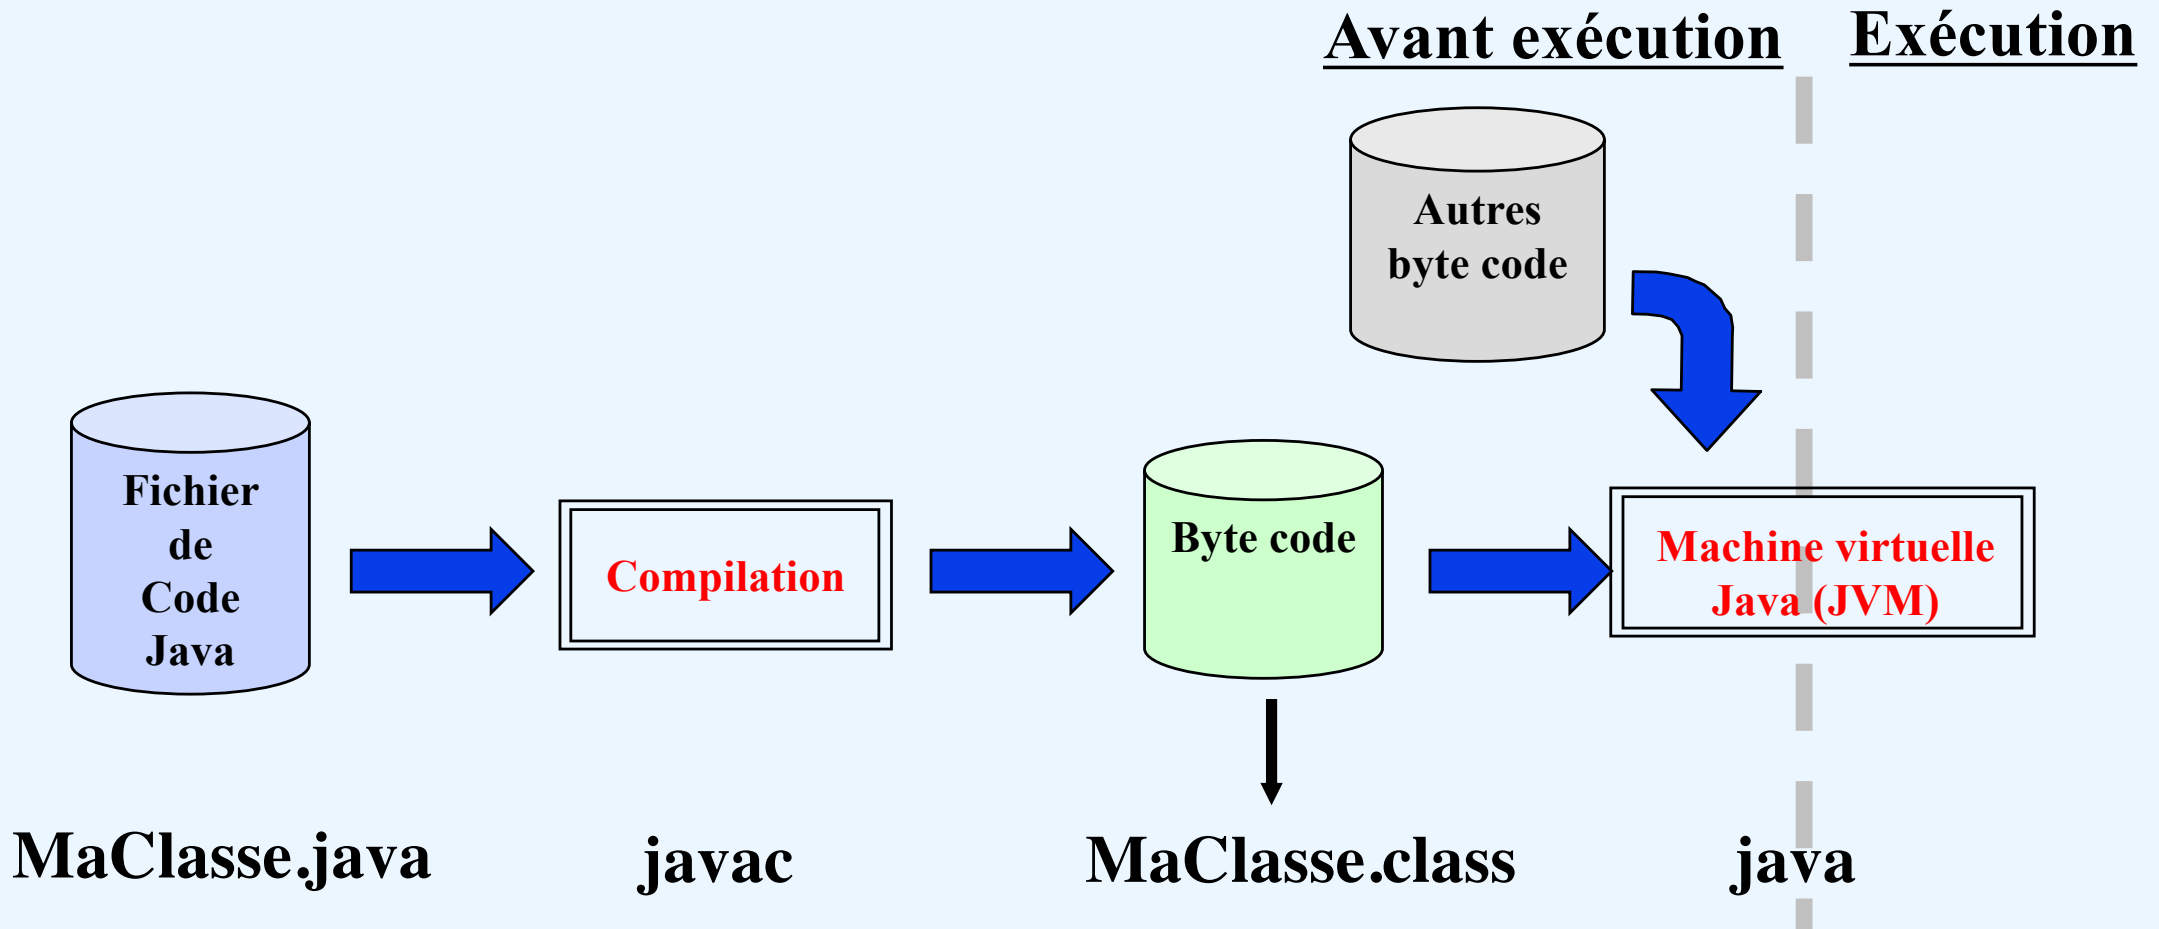 Avant exécution
Exécution
Autres
byte code
Fichier
de
Code
Java
Compilation
Byte code
Machine virtuelle
Java (JVM)
MaClasse.java
javac
MaClasse.class
java